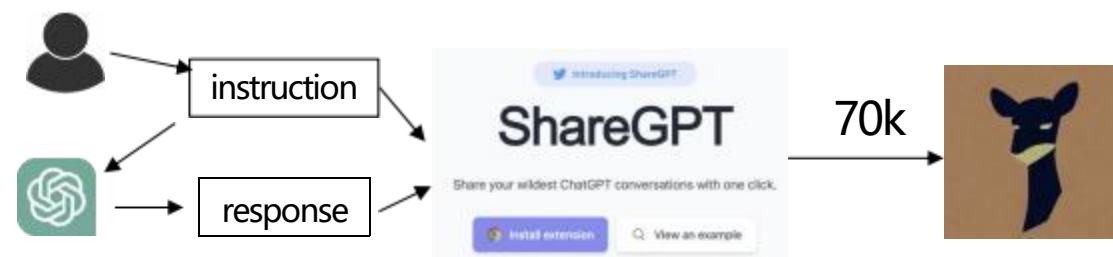 instruction
response
Introducing ShareGPT
ShareGPT
Share your wildest ChatGPT conversations with one click.
Install extension
View an example
70k